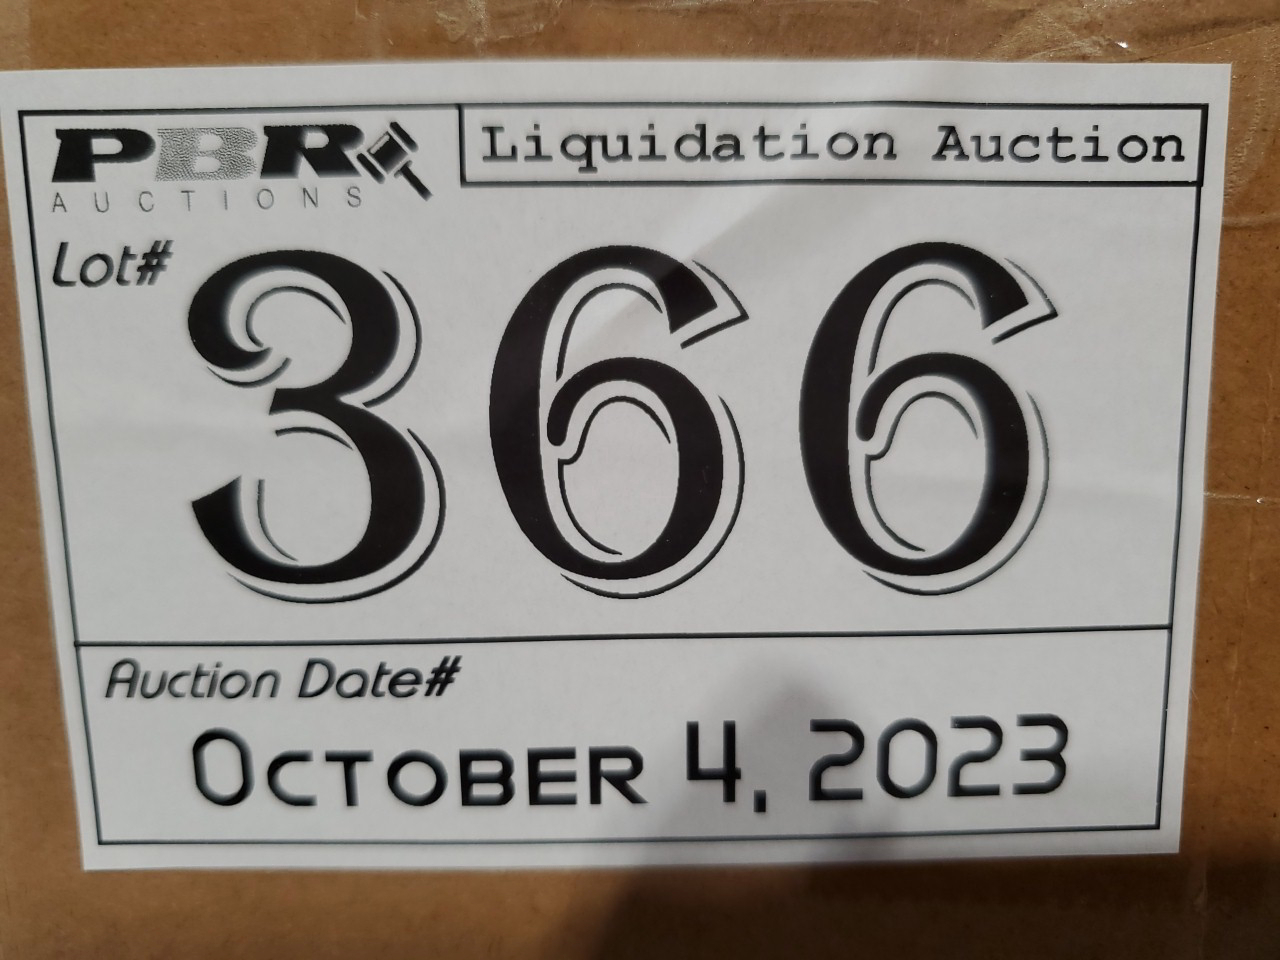 PBR
AUCTIONS
Liquidation Auction
Lot#
366
Auction Date#
October 4, 2023